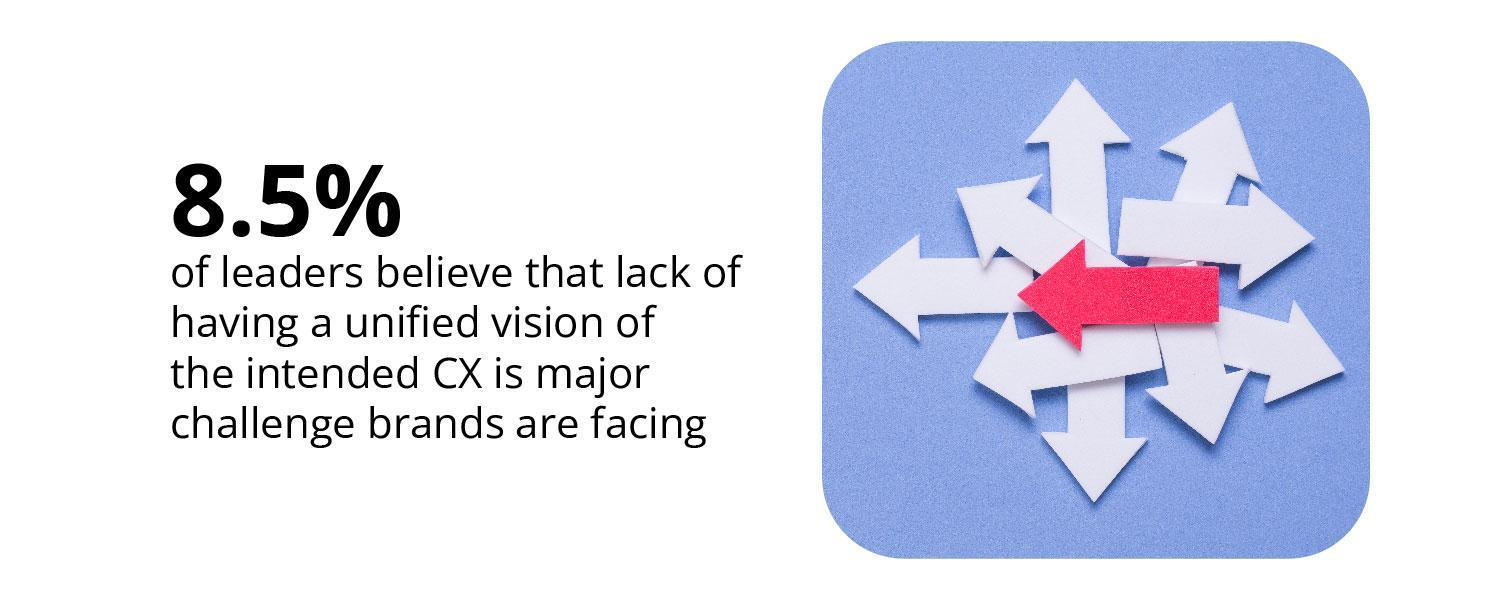 8.5%
of leaders believe that lack of
having a unified vision of
the intended CX is major
challenge brands are facing